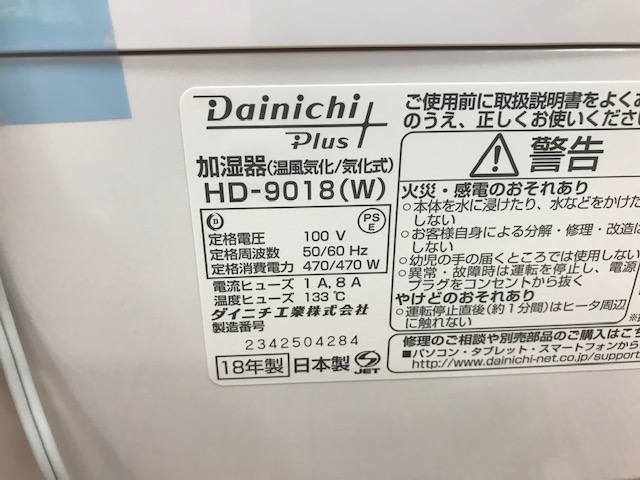 Dainichi
Plus
加湿器(温風気化/気化式)
HD-9018(W)
PS
E
定格電圧 100 V
定格周波数 50/60 Hz
定格消費電力 470/470 W
電流ヒューズ 1 A, 8 A
温度ヒューズ 133℃
ダイニチ工業株式会社
製造番号
2342504284
18年製 日本製 JET
ご使用前に取扱説明書をよくあ
のうえ、正しくお使いくださ
警告
火災・感電のおそれあり
○本体を水に浸けたり、水などをかけた
しない
○お客様自身による分解・修理・改造は
しない
○幼児の手の届くところでは使用しない
○異常・故障時は運転を停止し、電源
プラグをコンセントから抜く
やけどのおそれあり
○運転停止直後(約1分間)はヒータ周辺
に触れない
修理のご相談や別売部品のご購入はこち
■パソコン・タブレット・スマートフォンから
http://www.dainichi-net.co.jp/support